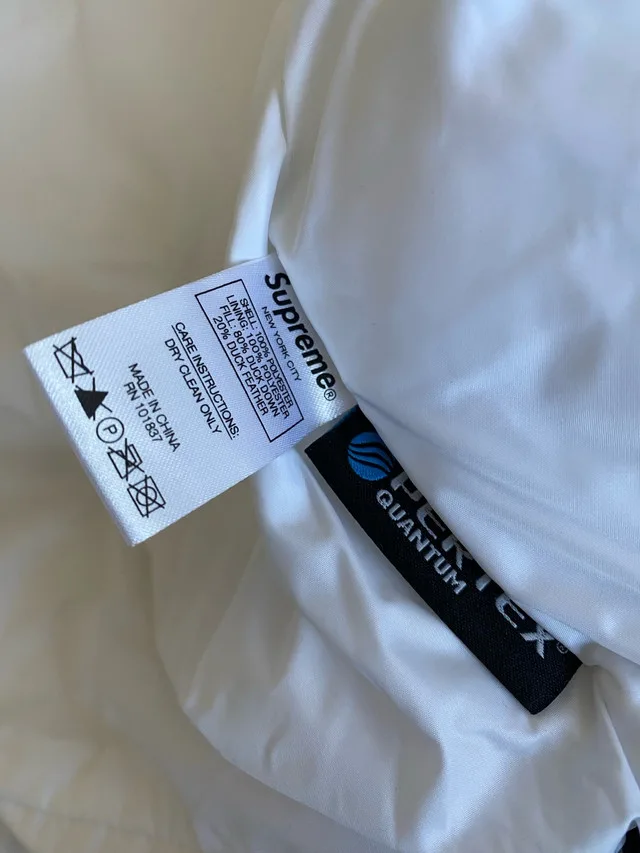 Supreme®
NEW YORK CITY
SHELL: 100% POLYESTER
LINING: 100% POLYESTER
FILL: 80% DUCK DOWN
20% DUCK FEATHER
CARE INSTRUCTIONS:
DRY CLEAN ONLY
MADE IN CHINA
RN 101837
P
PERTEX®
QUANTUM